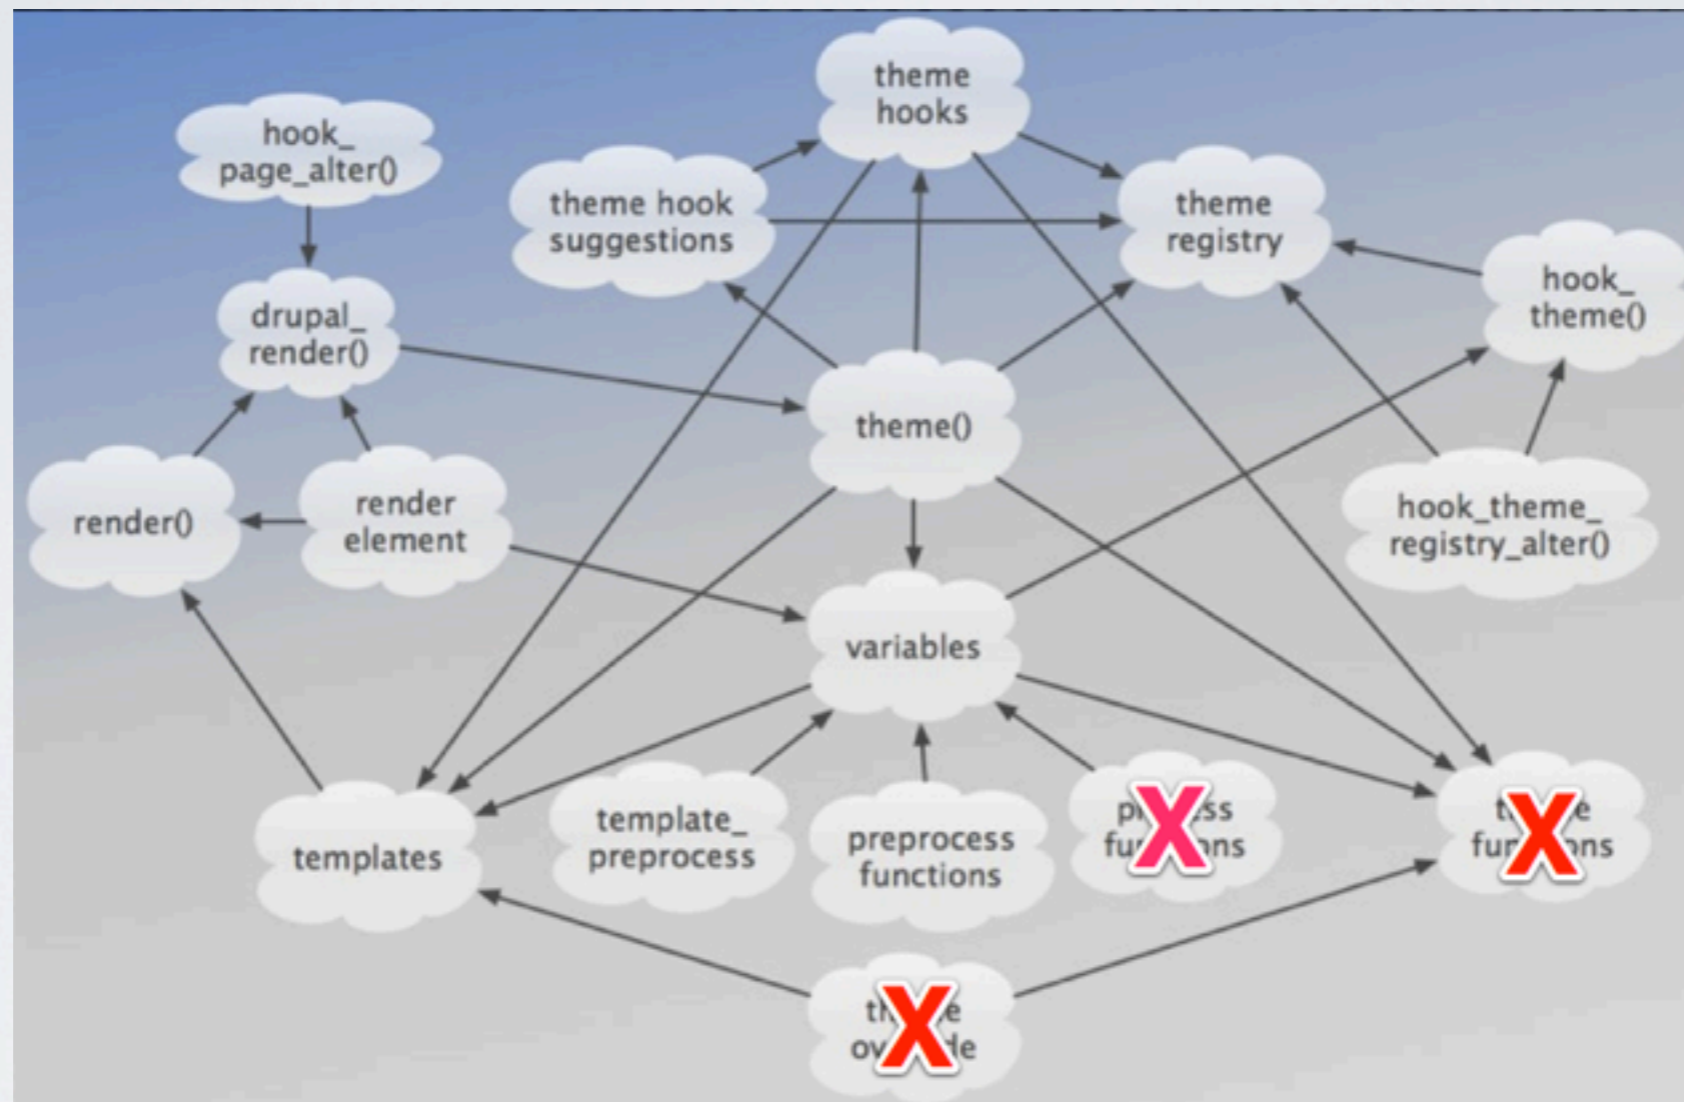 theme
hooks
hook_
page_alter()
theme hook
suggestions
theme
registry
hook_
theme()
drupal_
render()
theme()
render()
render
element
hook_theme_
registry_alter()
variables
templates
template_
preprocess
preprocess
functions
X
X
X